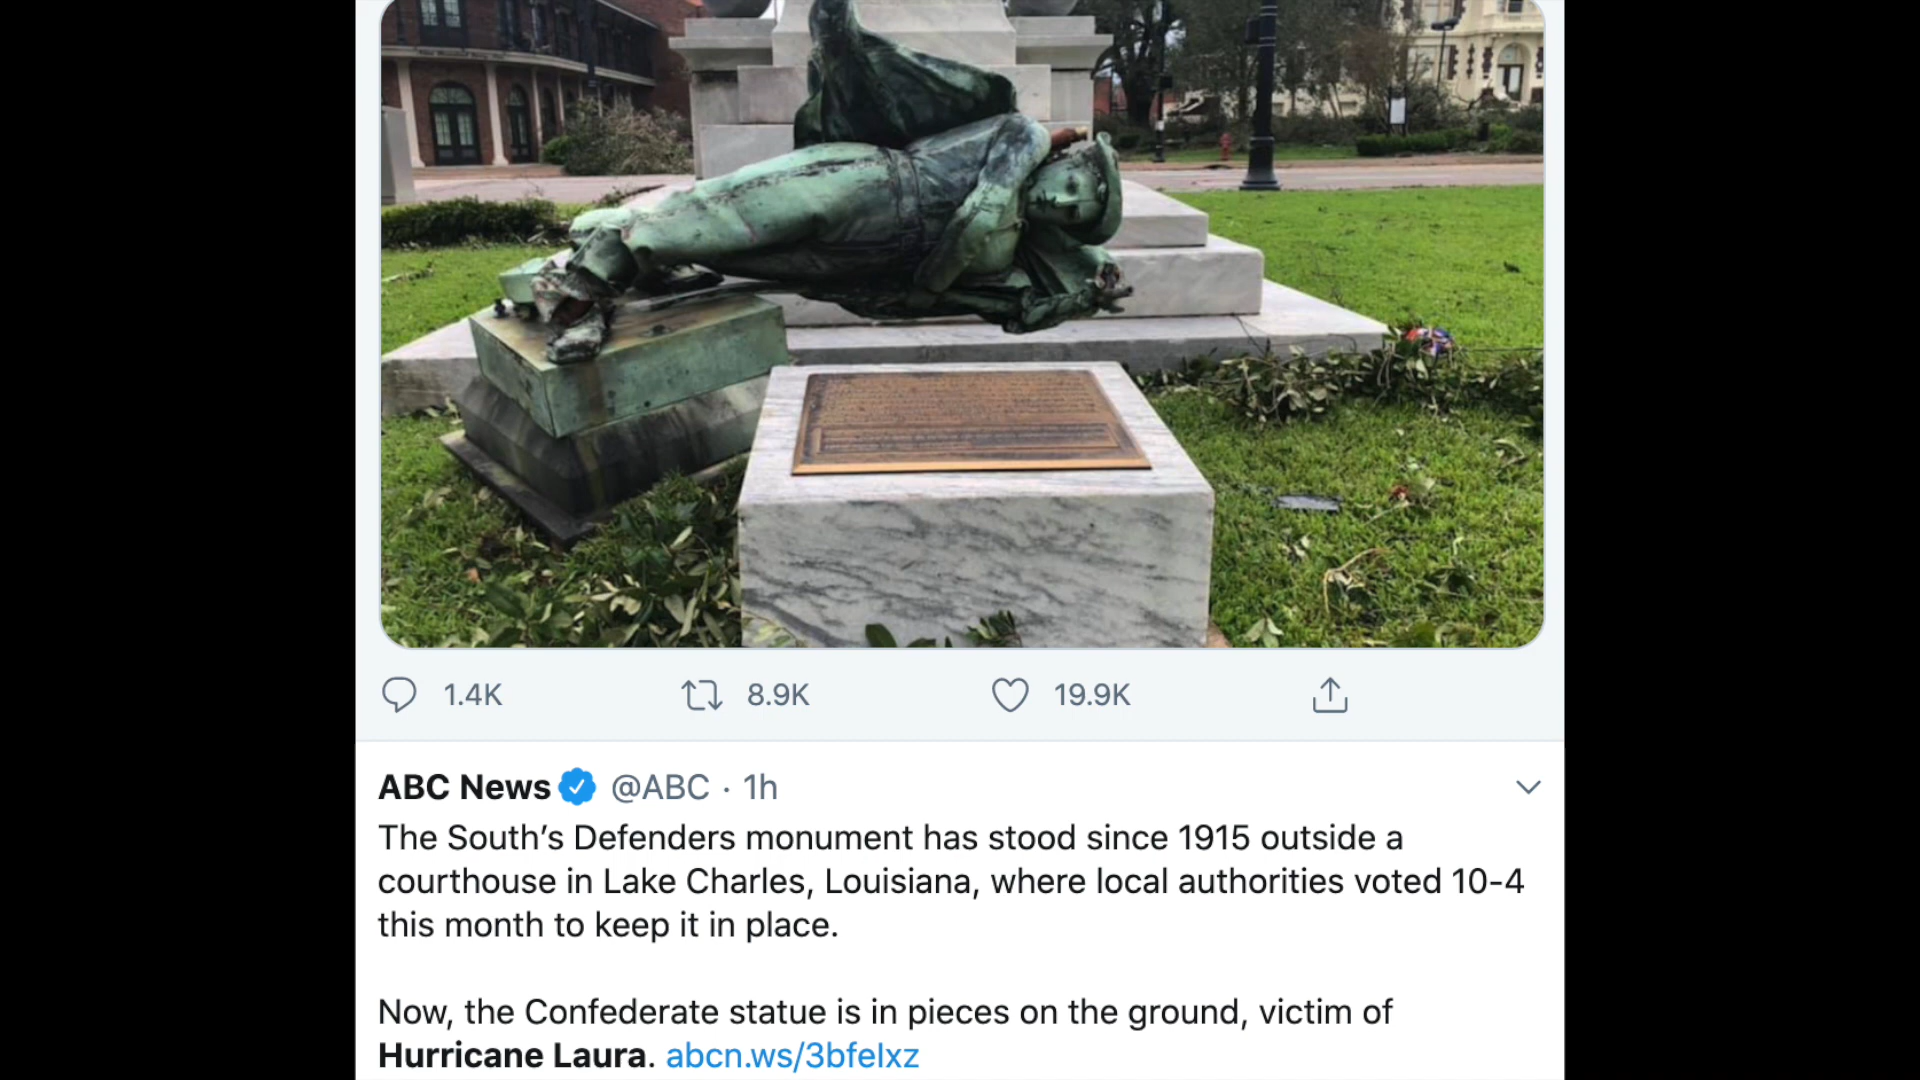 1.4K 8.9K 19.9K
ABC News @ABC · 1h
The South’s Defenders monument has stood since 1915 outside a
courthouse in Lake Charles, Louisiana, where local authorities voted 10-4
this month to keep it in place.
Now, the Confederate statue is in pieces on the ground, victim of
Hurricane Laura. abcn.ws/3bfelxz